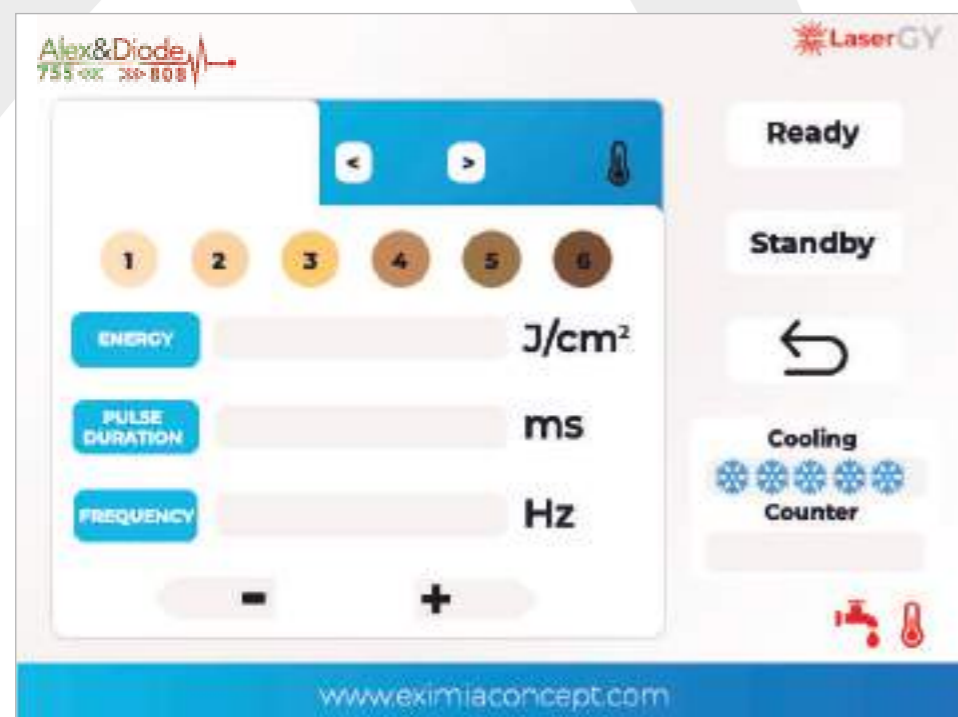 Alex&Diode
755 <<< >>> 808
LaserGY
< >
1 2 3 4 5 6
ENERGY J/cm²
PULSE DURATION ms
FREQUENCY Hz
- +
Ready
Standby
Cooling
Counter
www.eximiaconcept.com